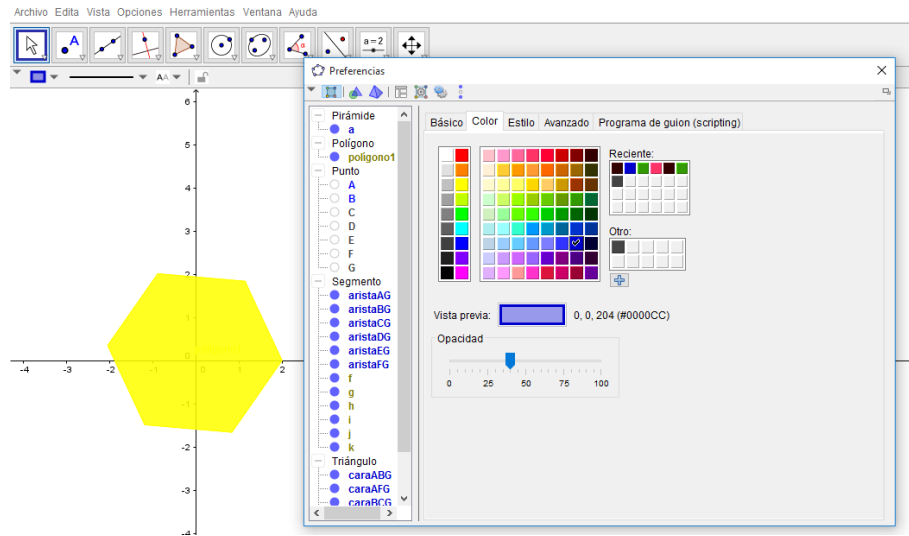 Archivo Edita Vista Opciones Herramientas Ventana Ayuda
A
α
a=2
AA
Preferencias
Pirámide
a
Polígono
polígono1
Punto
A
B
C
D
E
F
G
Segmento
aristaAG
aristaBG
aristaCG
aristaDG
aristaEG
aristaFG
f
g
h
i
j
k
Triángulo
caraABG
caraAFG
caraBCG
Básico Color Estilo Avanzado Programa de guion (scripting)
Reciente:
Otro:
Vista previa: 0, 0, 204 (#0000CC)
Opacidad
0 25 50 75 100
6
5
4
3
2
1
0
-4 -3 -2 -1 0 1 2
-1
-2
-3
-4